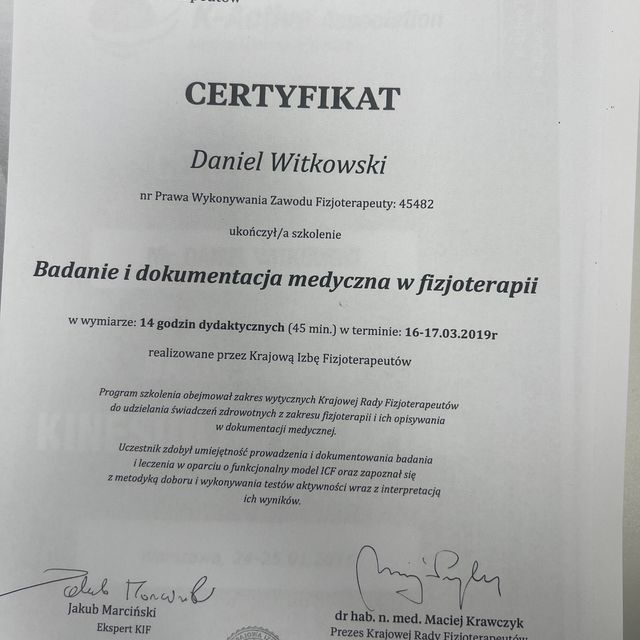 CERTYFIKAT
Daniel Witkowski
nr Prawa Wykonywania Zawodu Fizjoterapeuty: 45482
ukończył/a szkolenie
Badanie i dokumentacja medyczna w fizjoterapii
w wymiarze: 14 godzin dydaktycznych (45 min.) w terminie: 16-17.03.2019r
realizowane przez Krajową Izbę Fizjoterapeutów
Program szkolenia obejmował zakres wytycznych Krajowej Rady Fizjoterapeutów
do udzielania świadczeń zdrowotnych z zakresu fizjoterapii i ich opisywania
w dokumentacji medycznej.
Uczestnik zdobył umiejętność prowadzenia i dokumentowania badania
i leczenia w oparciu o funkcjonalny model ICF oraz zapoznał się
z metodyką doboru i wykonywania testów aktywności wraz z interpretacją
ich wyników.
Jakub Marciński
Ekspert KIF
dr hab. n. med. Maciej Krawczyk
Prezes Krajowej Rady Fizjoterapeutów